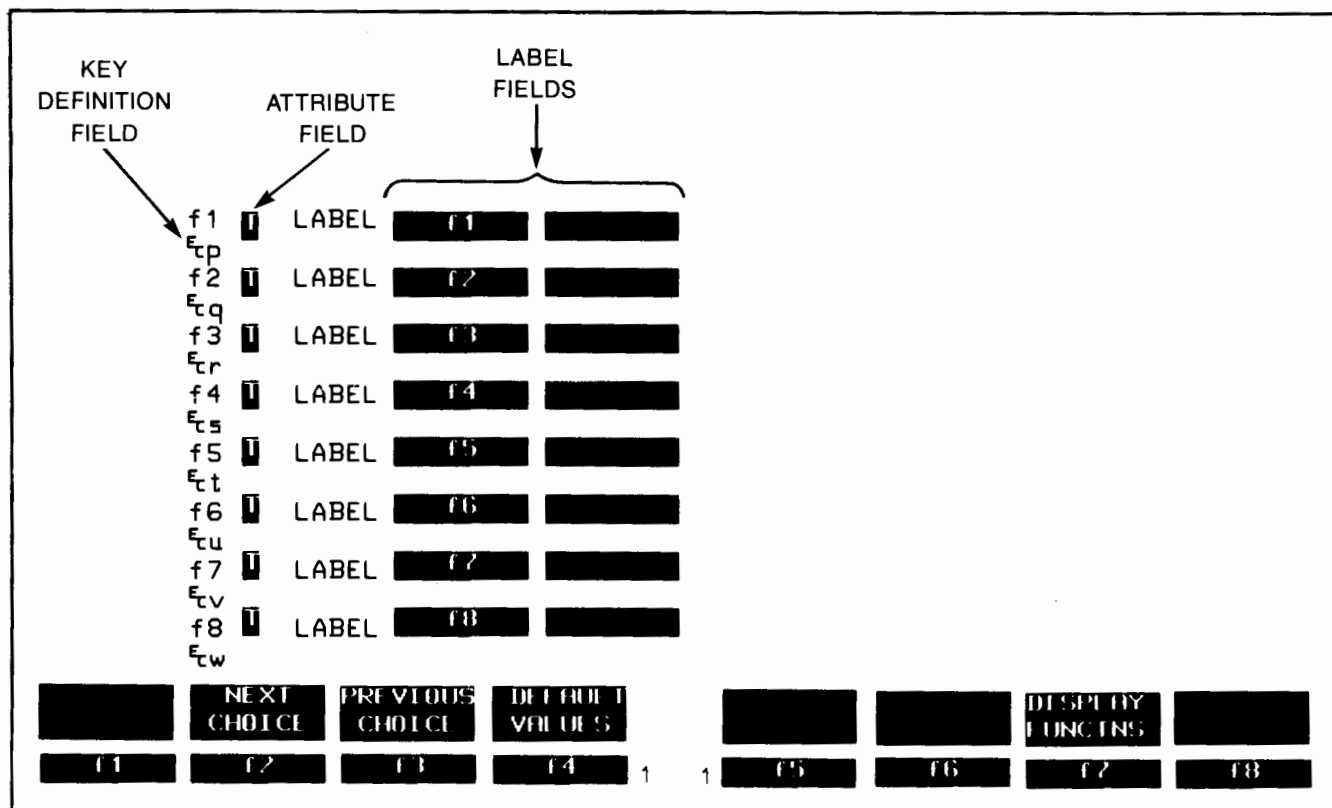 KEY
DEFINITION
FIELD
ATTRIBUTE
FIELD
LABEL
FIELDS
f1 T LABEL f1
Ecp
f2 T LABEL f2
Ecq
f3 T LABEL f3
Ecr
f4 T LABEL f4
Ecs
f5 T LABEL f5
Ect
f6 T LABEL f6
Ecu
f7 T LABEL f7
Ecv
f8 T LABEL f8
Ecw
NEXT CHOICE
PREVIOUS CHOICE
DEFAULT VALUES
DISPLAY FUNCTNS
f1 f2 f3 f4 1 1 f5 f6 f7 f8